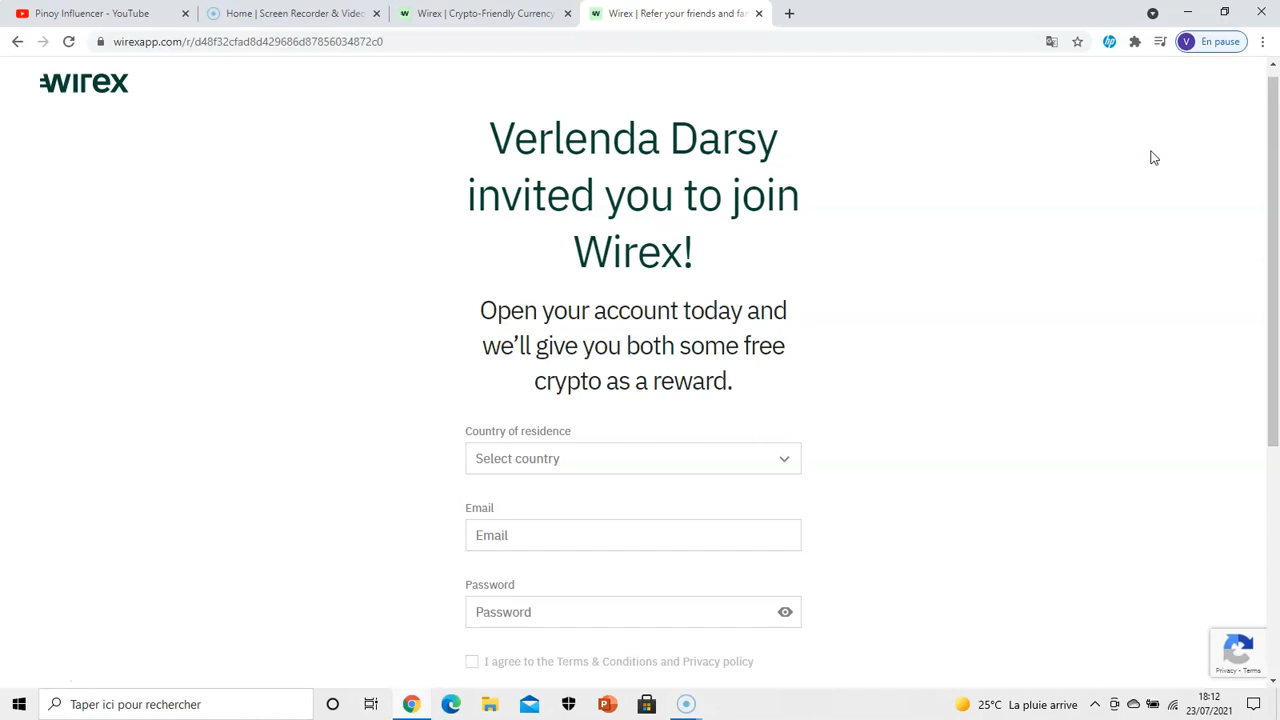 Pinoy Influencer - YouTube
Home | Screen Recorder & Video
Wirex | Crypto-Friendly Currency
Wirex | Refer your friends and far
wirexapp.com/r/d48f32cfad8d429686d87856034872c0
V En pause
wirex
Verlenda Darsy
invited you to join
Wirex!
Open your account today and
we'll give you both some free
crypto as a reward.
Country of residence
Select country
Email
Email
Password
Password
I agree to the Terms & Conditions and Privacy policy
Privacy - Terms
Taper ici pour rechercher
25°C La pluie arrive
18:12
23/07/2021